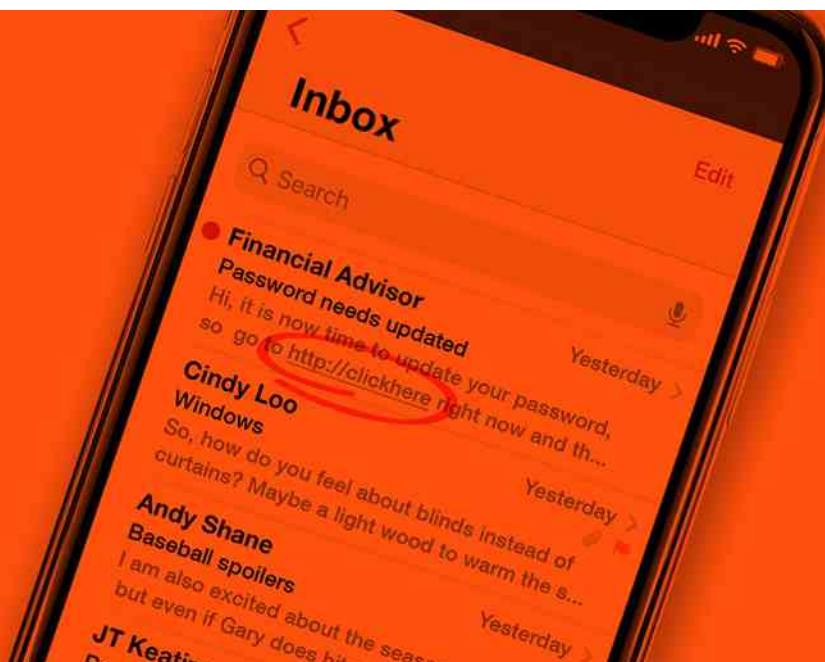 Inbox
Edit
Search
Financial Advisor
Yesterday
Password needs updated
Hi, it is now time to update your password,
so go to http://clickhere right now and th...
Cindy Loo
Yesterday
Windows
So, how do you feel about blinds instead of
curtains? Maybe a light wood to warm the s...
Andy Shane
Yesterday
Baseball spoilers
I am also excited about the seas
but even if Gary does
JT Keatin